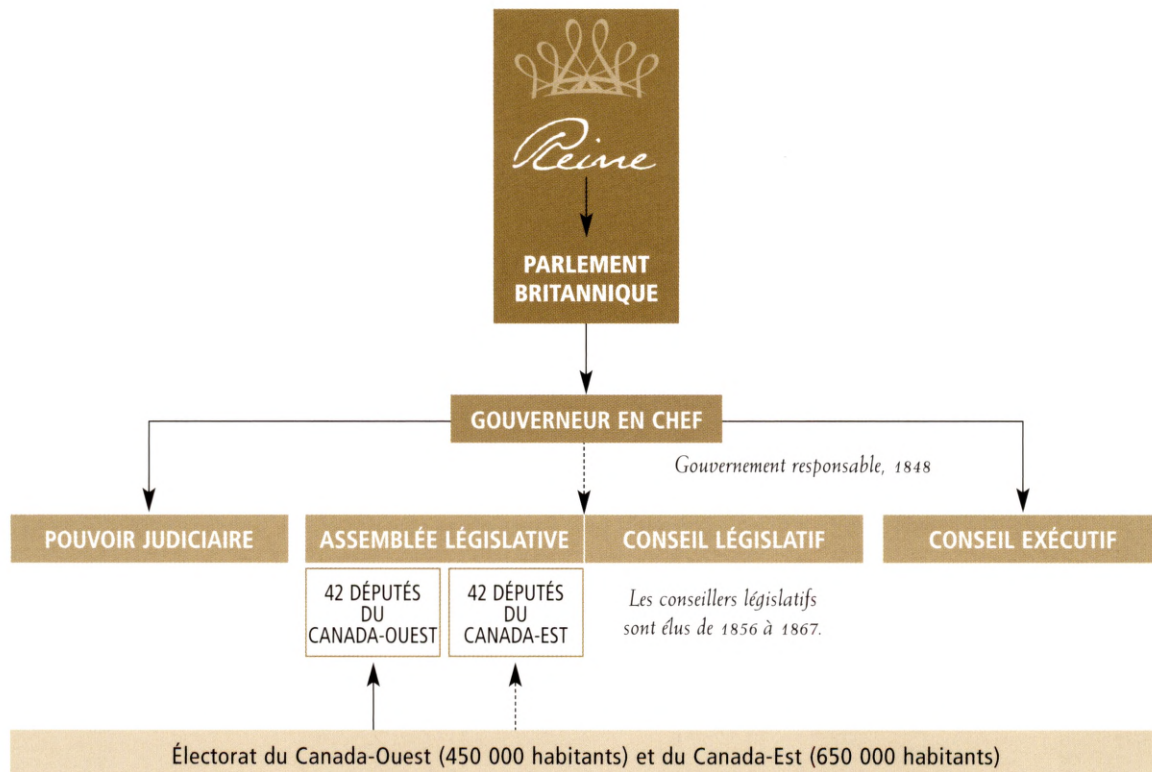 Reine
PARLEMENT
BRITANNIQUE
GOUVERNEUR EN CHEF
Gouvernement responsable, 1848
POUVOIR JUDICIAIRE
ASSEMBLÉE LÉGISLATIVE
CONSEIL LÉGISLATIF
CONSEIL EXÉCUTIF
42 DÉPUTÉS
DU
CANADA-OUEST
42 DÉPUTÉS
DU
CANADA-EST
Les conseillers législatifs
sont élus de 1856 à 1867.
Électorat du Canada-Ouest (450 000 habitants) et du Canada-Est (650 000 habitants)